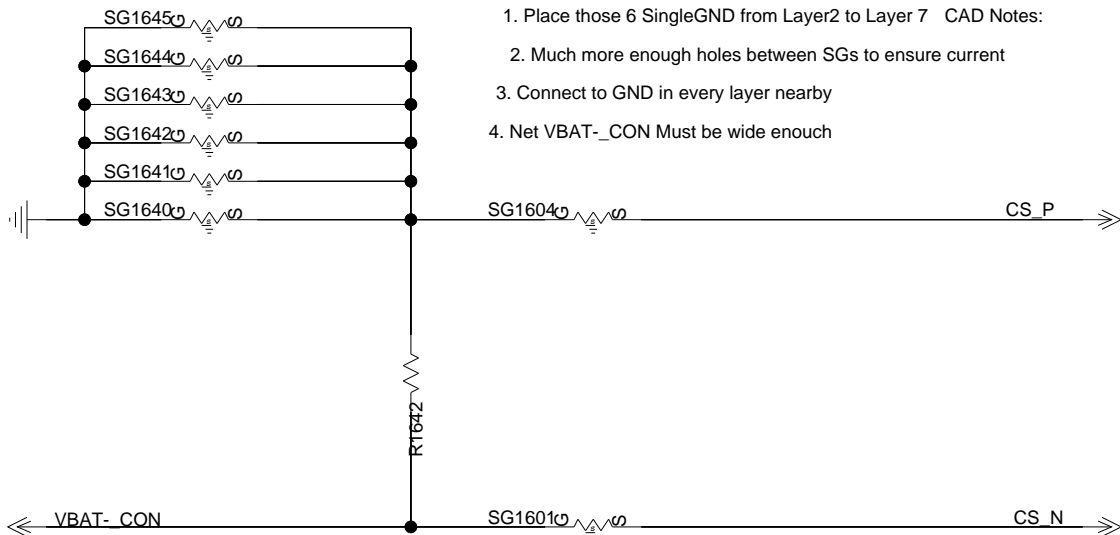 SG1645 G S
1. Place those 6 SingleGND from Layer2 to Layer 7 CAD Notes:
SG1644 G S
2. Much more enough holes between SGs to ensure current
SG1643 G S
3. Connect to GND in every layer nearby
SG1642 G S
4. Net VBAT-_CON Must be wide enouch
SG1641 G S
SG1640 G S
SG1604 G S
CS_P
R1642
VBAT-_CON
SG1601 G S
CS_N